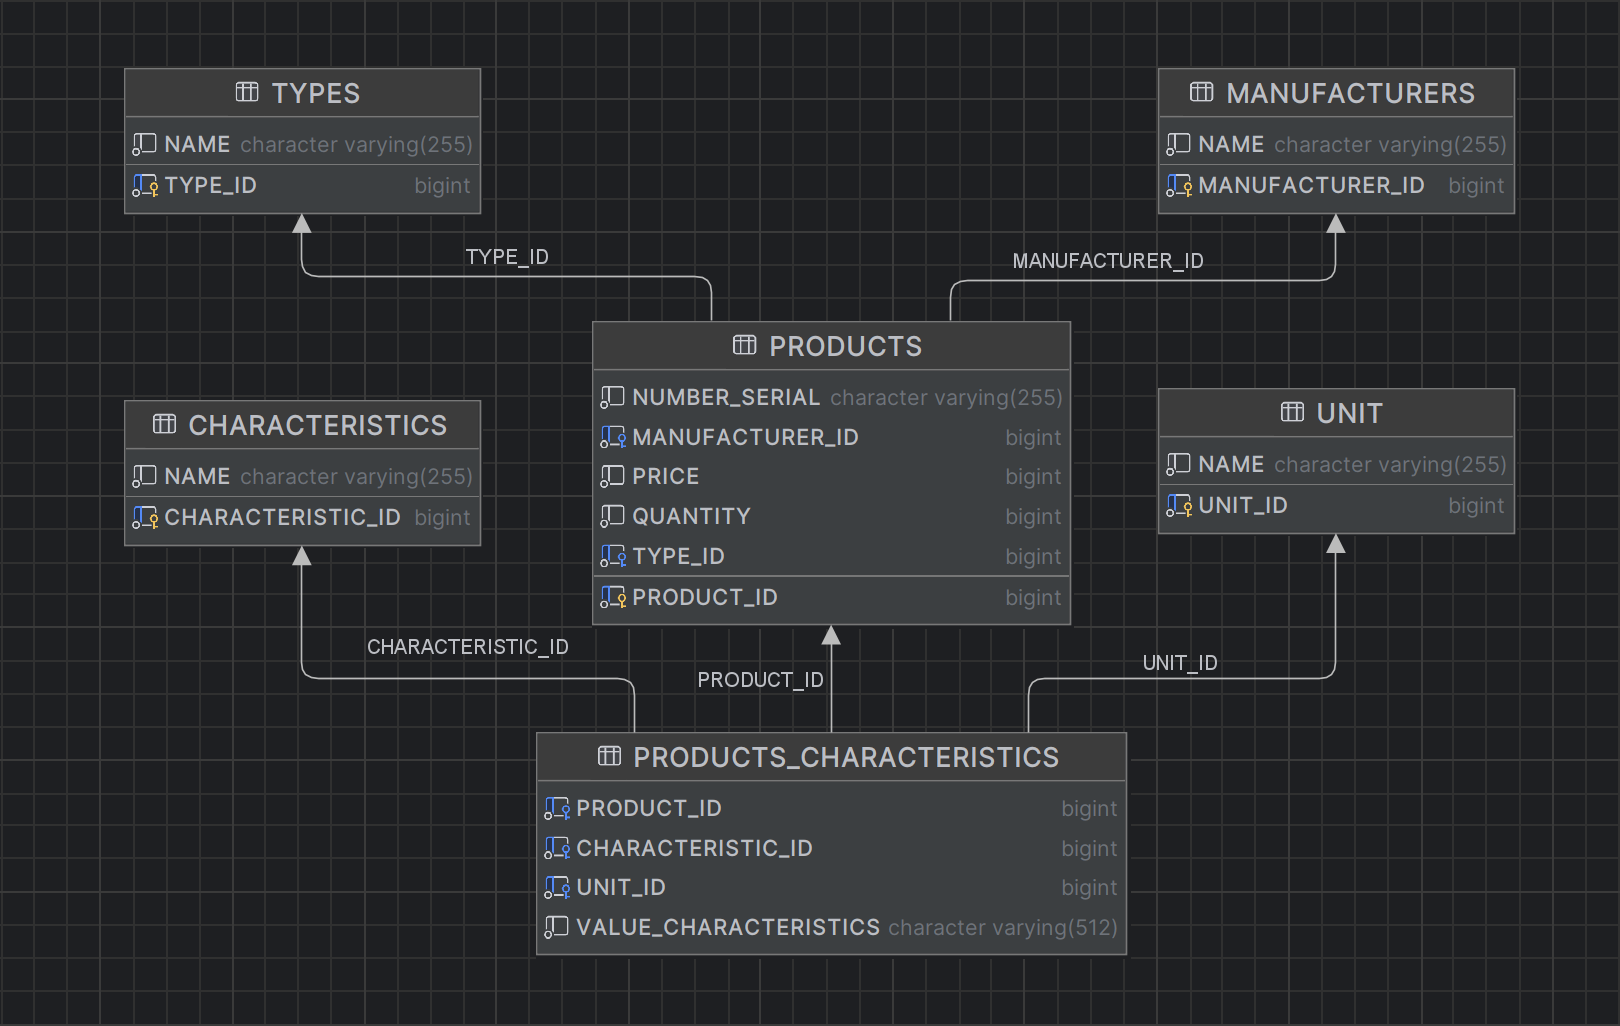 TYPES
NAME character varying(255)
TYPE_ID bigint
MANUFACTURERS
NAME character varying(255)
MANUFACTURER_ID bigint
TYPE_ID
MANUFACTURER_ID
PRODUCTS
NUMBER_SERIAL character varying(255)
MANUFACTURER_ID bigint
PRICE bigint
QUANTITY bigint
TYPE_ID bigint
PRODUCT_ID bigint
CHARACTERISTICS
NAME character varying(255)
CHARACTERISTIC_ID bigint
UNIT
NAME character varying(255)
UNIT_ID bigint
CHARACTERISTIC_ID
PRODUCT_ID
UNIT_ID
PRODUCTS_CHARACTERISTICS
PRODUCT_ID bigint
CHARACTERISTIC_ID bigint
UNIT_ID bigint
VALUE_CHARACTERISTICS character varying(512)